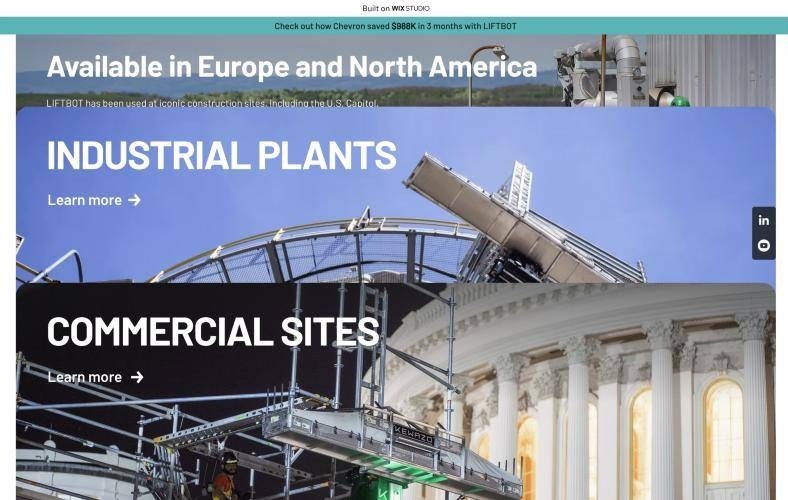 Built on WIX STUDIO
Check out how Chevron saved $988K in 3 months with LIFTBOT
Available in Europe and North America
LIFTBOT has been used at iconic construction sites, including the U.S. Capitol.
INDUSTRIAL PLANTS
Learn more
in
COMMERCIAL SITES
Learn more
KEWAZO
K